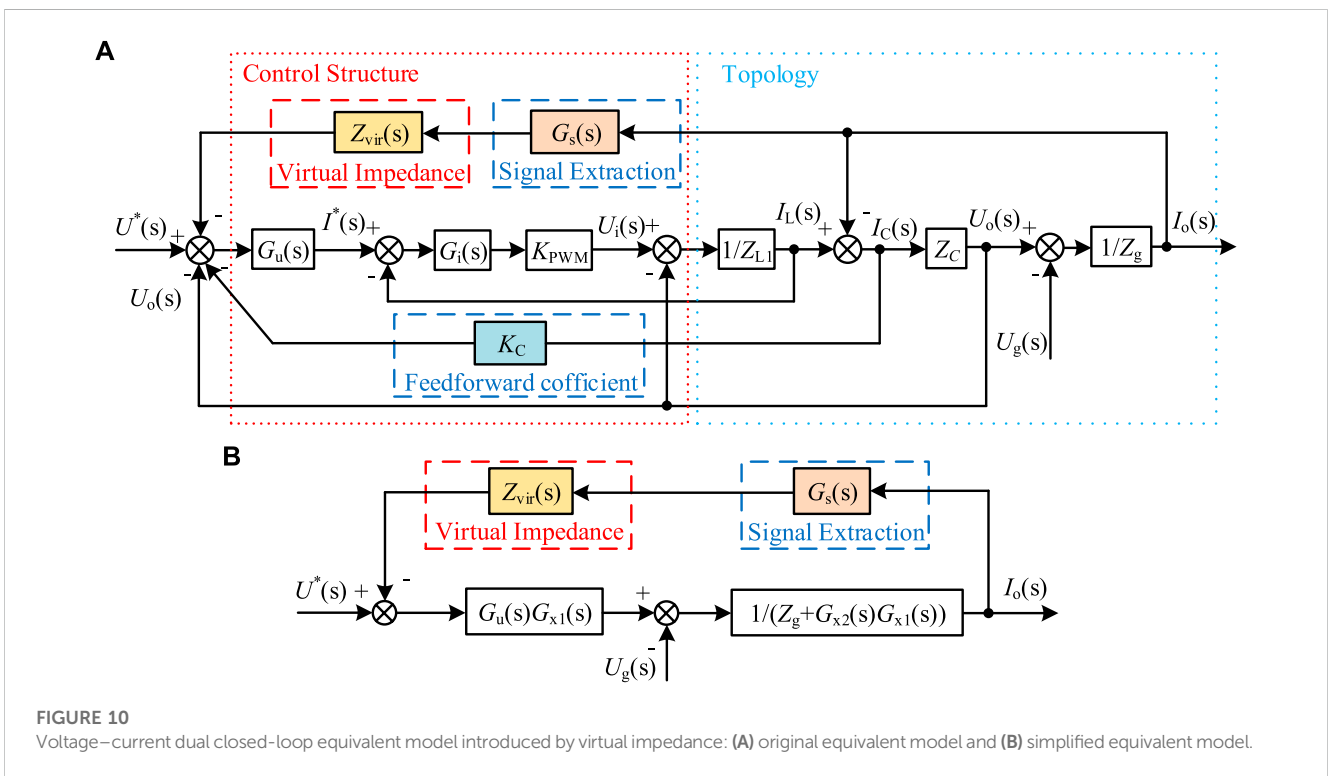 A
Control Structure
Topology
Z_vir(s)
G_s(s)
Virtual Impedance
Signal Extraction
U*(s) + - - -
G_u(s)
I*(s) + -
G_i(s)
K_PWM
U_i(s) + -
1/Z_L1
I_L(s) + -
I_C(s)
Z_C
U_o(s) + -
1/Z_g
I_o(s)
U_o(s)
U_g(s)
K_C
Feedforward cofficient
B
Z_vir(s)
G_s(s)
Virtual Impedance
Signal Extraction
U*(s) + -
G_u(s)G_x1(s)
+ -
1/(Z_g+G_x2(s)G_x1(s))
I_o(s)
U_g(s)
FIGURE 10
Voltage–current dual closed-loop equivalent model introduced by virtual impedance: (A) original equivalent model and (B) simplified equivalent model.